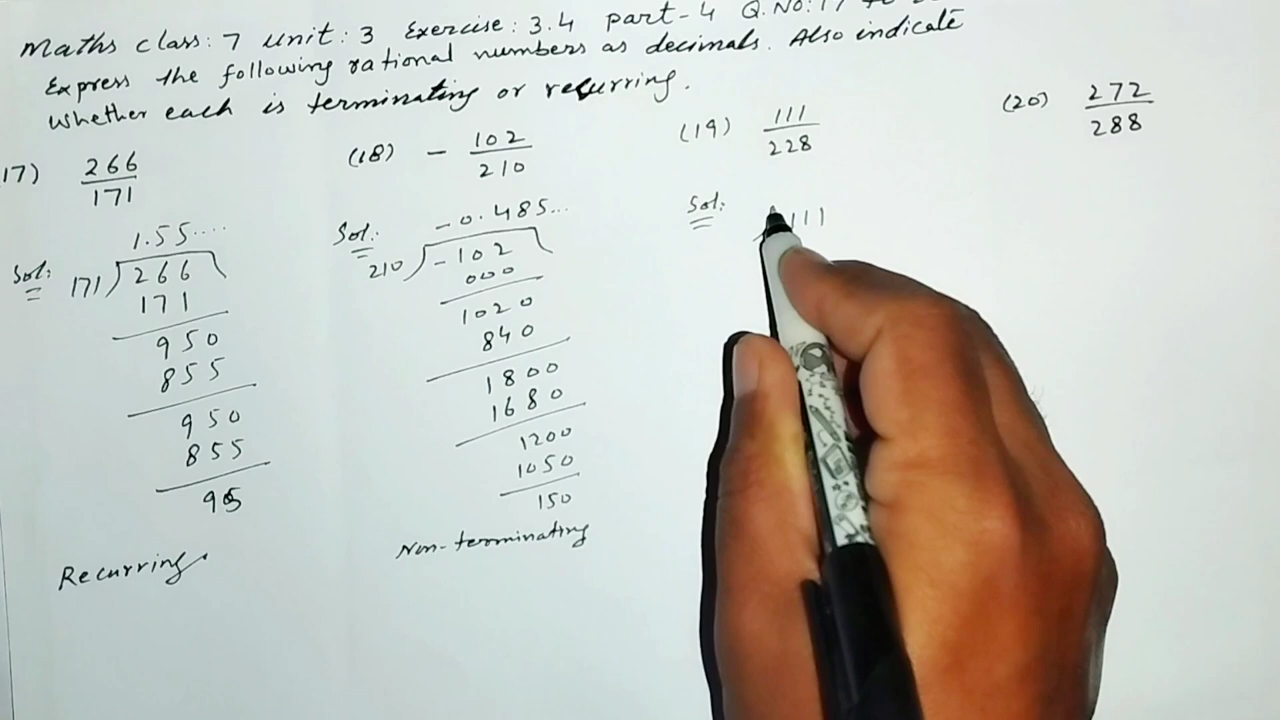 Maths class: 7 unit: 3 Exercise: 3.4 part-4 Q.No: 17 to
Express the following rational numbers as decimals. Also indicate
whether each is terminating or recurring.
17) 266/171
Sol:
1.55....
171 ) 266
171
950
855
950
855
95
Recurring
(18) - 102/210
Sol:
-0.485...
210 ) -102
000
1020
840
1800
1680
1200
1050
150
Non-terminating
(19) 111/228
Sol:
111
(20) 272/288